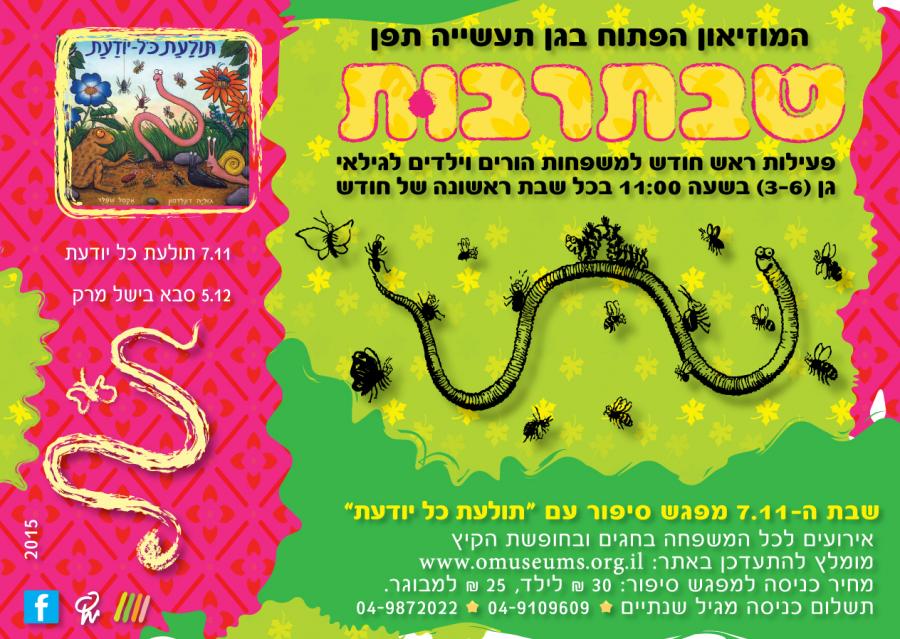 המוזיאון הפתוח בגן תעשייה תפן
שבתרבות
פעילות ראש חודש למשפחות הורים וילדים לגילאי
גן (3-6) בשעה 11:00 בכל שבת ראשונה של חודש
תולעת כל-יודעת
ג'וליה דונלדסון
אקסל שפלר
7.11 תולעת כל יודעת
5.12 סבא בישל מרק
שבת ה-7.11 מפגש סיפור עם "תולעת כל יודעת"
אירועים לכל המשפחה בחגים ובחופשת הקיץ
מומלץ להתעדכן באתר: www.omuseums.org.il
מחיר כניסה למפגש סיפור: 30 ₪ לילד, 25 ₪ למבוגר.
תשלום כניסה מגיל שנתיים 04-9109609 04-9872022
2015